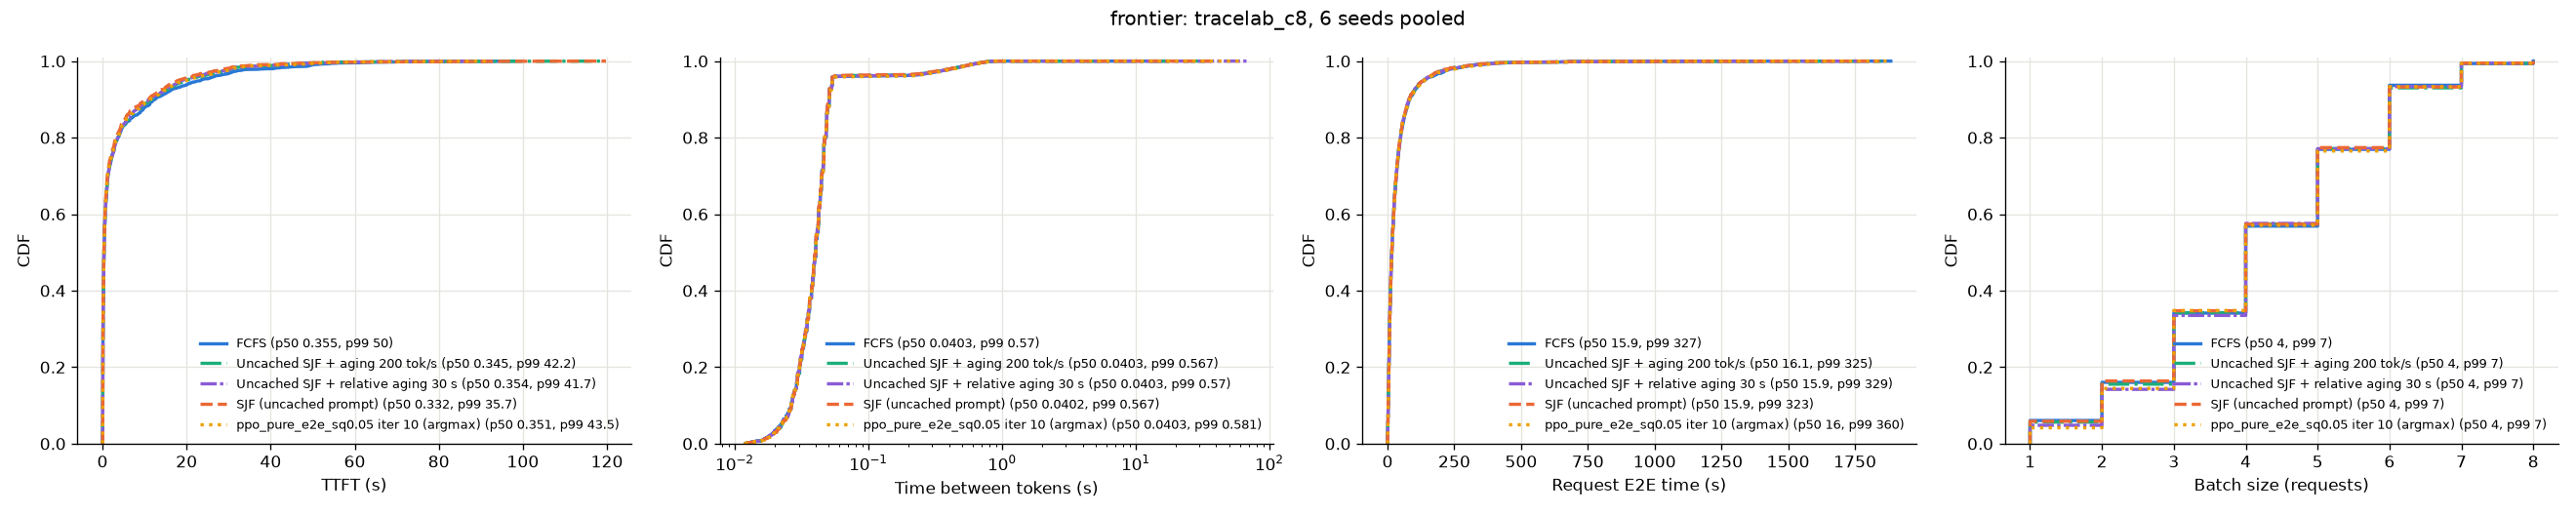 frontier: tracelab_c8, 6 seeds pooled
CDF
1.0
0.8
0.6
0.4
0.2
0.0
FCFS (p50 0.355, p99 50)
Uncached SJF + aging 200 tok/s (p50 0.345, p99 42.2)
Uncached SJF + relative aging 30 s (p50 0.354, p99 41.7)
SJF (uncached prompt) (p50 0.332, p99 35.7)
ppo_pure_e2e_sq0.05 iter 10 (argmax) (p50 0.351, p99 43.5)
0 20 40 60 80 100 120
TTFT (s)
CDF
1.0
0.8
0.6
0.4
0.2
0.0
FCFS (p50 0.0403, p99 0.57)
Uncached SJF + aging 200 tok/s (p50 0.0403, p99 0.567)
Uncached SJF + relative aging 30 s (p50 0.0403, p99 0.57)
SJF (uncached prompt) (p50 0.0402, p99 0.567)
ppo_pure_e2e_sq0.05 iter 10 (argmax) (p50 0.0403, p99 0.581)
10⁻² 10⁻¹ 10⁰ 10¹ 10²
Time between tokens (s)
CDF
1.0
0.8
0.6
0.4
0.2
0.0
FCFS (p50 15.9, p99 327)
Uncached SJF + aging 200 tok/s (p50 16.1, p99 325)
Uncached SJF + relative aging 30 s (p50 15.9, p99 329)
SJF (uncached prompt) (p50 15.9, p99 323)
ppo_pure_e2e_sq0.05 iter 10 (argmax) (p50 16, p99 360)
0 250 500 750 1000 1250 1500 1750
Request E2E time (s)
CDF
1.0
0.8
0.6
0.4
0.2
0.0
FCFS (p50 4, p99 7)
Uncached SJF + aging 200 tok/s (p50 4, p99 7)
Uncached SJF + relative aging 30 s (p50 4, p99 7)
SJF (uncached prompt) (p50 4, p99 7)
ppo_pure_e2e_sq0.05 iter 10 (argmax) (p50 4, p99 7)
1 2 3 4 5 6 7 8
Batch size (requests)